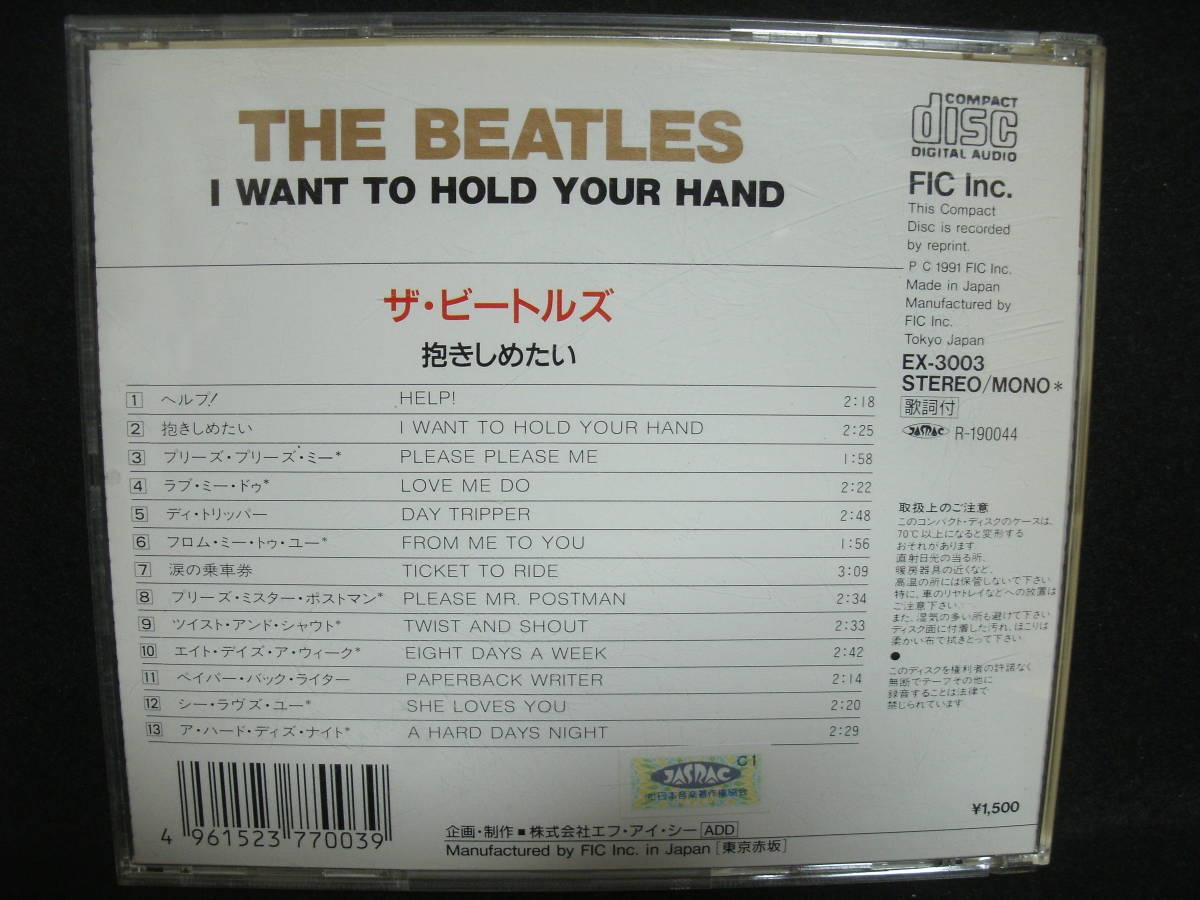 THE BEATLES
I WANT TO HOLD YOUR HAND
ザ・ビートルズ
抱きしめたい
1 ヘルプ! HELP! 2:18
2 抱きしめたい I WANT TO HOLD YOUR HAND 2:25
3 プリーズ・プリーズ・ミー* PLEASE PLEASE ME 1:58
4 ラブ・ミー・ドゥ* LOVE ME DO 2:22
5 ディ・トリッパー DAY TRIPPER 2:48
6 フロム・ミー・トゥ・ユー* FROM ME TO YOU 1:56
7 涙の乗車券 TICKET TO RIDE 3:09
8 プリーズ・ミスター・ポストマン* PLEASE MR. POSTMAN 2:34
9 ツイスト・アンド・シャウト* TWIST AND SHOUT 2:33
10 エイト・デイズ・ア・ウィーク* EIGHT DAYS A WEEK 2:42
11 ペイパー・バック・ライター PAPERBACK WRITER 2:14
12 シー・ラヴズ・ユー* SHE LOVES YOU 2:20
13 ア・ハード・ディズ・ナイト* A HARD DAYS NIGHT 2:29
COMPACT
disc
DIGITAL AUDIO
FIC Inc.
This Compact
Disc is recorded
by reprint.
P C 1991 FIC Inc.
Made in Japan
Manufactured by
FIC Inc.
Tokyo Japan
EX-3003
STEREO/MONO*
歌詞付
JASRAC R-190044
取扱上のご注意
このコンパクト・ディスクのケースは、
70℃以上になると変形する
おそれがあります
直射日光の当る所、
暖房器具の近くなど、
高温の所には保管しないで下さい
特に、車のリヤトレイなどへの放置は
ご注意下さい
また、湿気の多い所も避けて下さい
ディスク面に付着した汚れ、ほこりは
柔かい布で拭きとって下さい
●
このディスクを権利者の許諾なく
無断でテープその他に
録音することは法律で
禁じられています
¥1,500
C1
JASRAC
日本音楽著作権協会
4 961523 770039
企画・制作■株式会社エフ・アイ・シー ADD
Manufactured by FIC Inc. in Japan [東京赤坂]